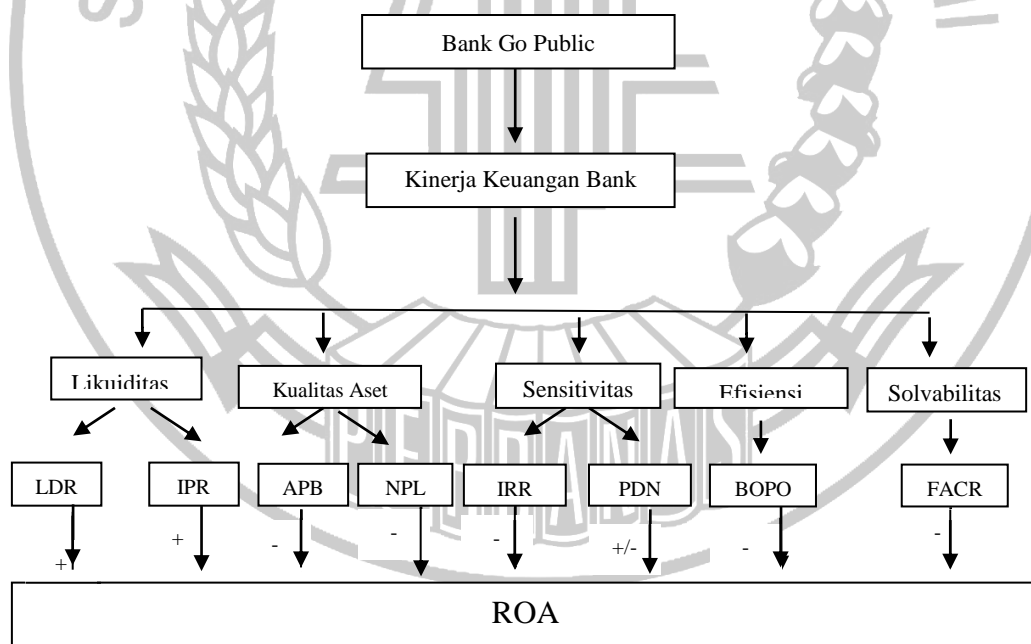 Bank Go Public
Kinerja Keuangan Bank
Likuiditas
Kualitas Aset
Sensitivitas
Efisiensi
Solvabilitas
LDR
IPR
APB
NPL
IRR
PDN
BOPO
FACR
+
+
-
-
-
+/-
-
-
ROA
PERBANAS